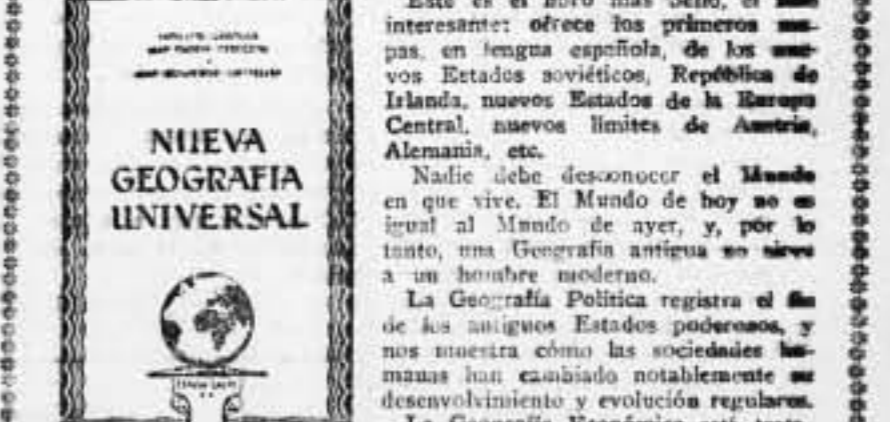 NUEVA
GEOGRAFIA
UNIVERSAL
Este es el libro más bello, el más
interesante: ofrece los primeros ma-
pas, en lengua española, de los nue-
vos Estados soviéticos, República de
Irlanda, nuevos Estados de la Europa
Central, nuevos límites de Austria,
Alemania, etc.
Nadie debe desconocer el Mundo
en que vive. El Mundo de hoy no es
igual al Mundo de ayer, y, por lo
tanto, una Geografía antigua no sirve
a un hombre moderno.
La Geografía Política registra el fin
de los antiguos Estados poderosos, y
nos muestra cómo las sociedades hu-
manas han cambiado notablemente su
desenvolvimiento y evolución regulares.
La Geografía Económica está